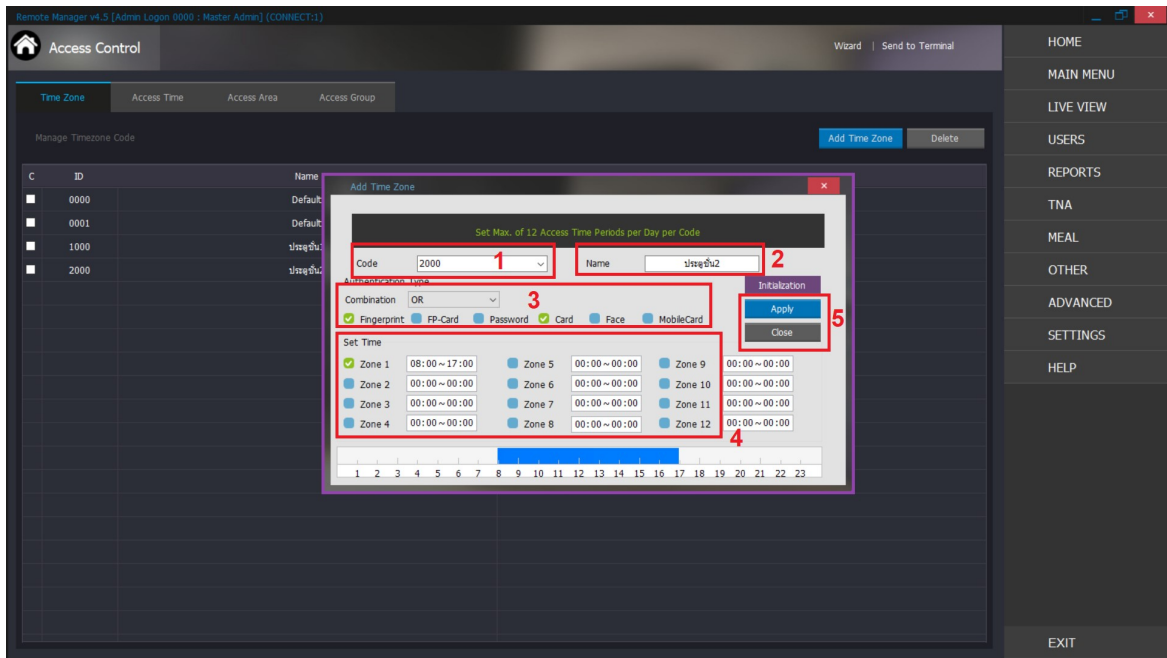 Remote Manager v4.5 [Admin Logon 0000 : Master Admin] (CONNECT:1)
Access Control
Wizard | Send to Terminal
HOME
MAIN MENU
LIVE VIEW
USERS
REPORTS
TNA
MEAL
OTHER
ADVANCED
SETTINGS
HELP
EXIT
Time Zone Access Time Access Area Access Group
Manage Timezone Code
Add Time Zone Delete
C ID Name
0000 Default
0001 Default
1000 ประตูชั้น
2000 ประตูชั้น2
Add Time Zone
Set Max. of 12 Access Time Periods per Day per Code
Code 2000 1 Name ประตูชั้น2 2
Authentication Type
Initialization
Combination OR 3
Apply
Fingerprint FP-Card Password Card Face MobileCard
Close
5
Set Time
Zone 1 08:00~17:00 Zone 5 00:00~00:00 Zone 9 00:00~00:00
Zone 2 00:00~00:00 Zone 6 00:00~00:00 Zone 10 00:00~00:00
Zone 3 00:00~00:00 Zone 7 00:00~00:00 Zone 11 00:00~00:00
Zone 4 00:00~00:00 Zone 8 00:00~00:00 Zone 12 00:00~00:00
4
1 2 3 4 5 6 7 8 9 10 11 12 13 14 15 16 17 18 19 20 21 22 23